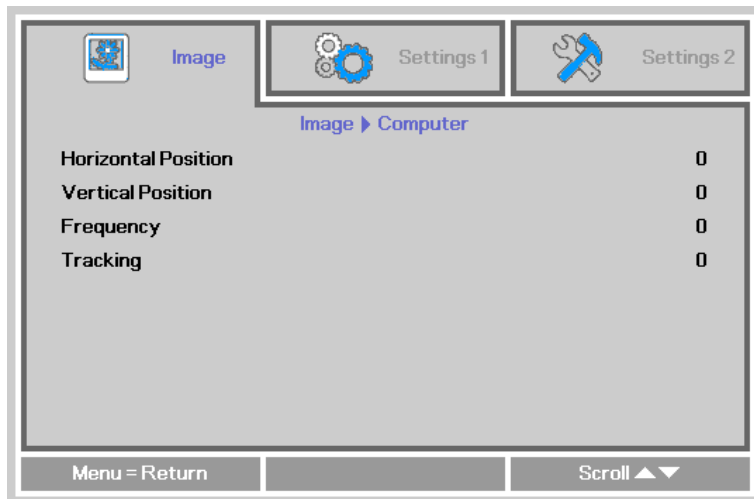 Image
Settings 1
Settings 2
Image ▶ Computer
Horizontal Position 0
Vertical Position 0
Frequency 0
Tracking 0
Menu = Return
Scroll ▲▼